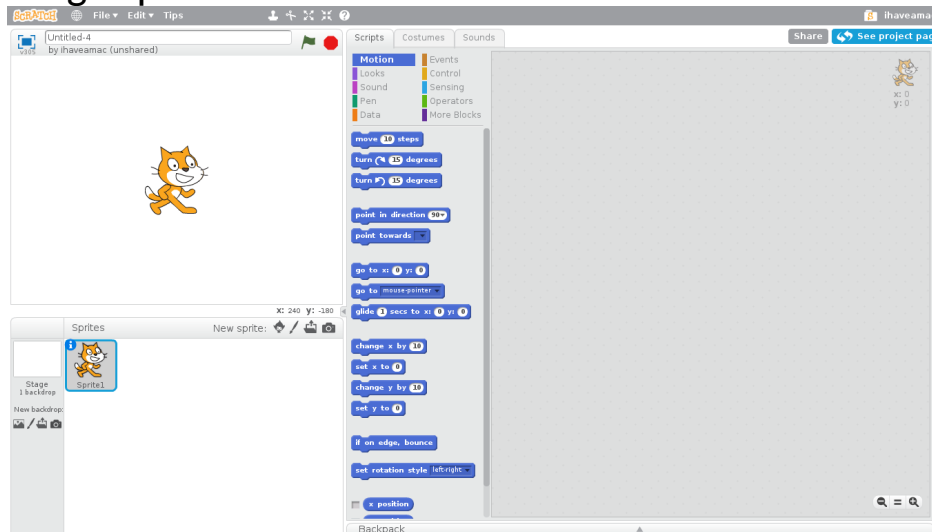 SCRATCH File Edit Tips ihaveama
Untitled-4
by ihaveamac (unshared)
v305
Scripts Costumes Sounds
Share See project pag
Motion Events
Looks Control
Sound Sensing
Pen Operators
Data More Blocks
x: 0
y: 0
move 10 steps
turn 15 degrees
turn 15 degrees
point in direction 90
point towards
go to x: 0 y: 0
go to mouse-pointer
glide 1 secs to x: 0 y: 0
change x by 10
set x to 0
change y by 10
set y to 0
if on edge, bounce
set rotation style left-right
x position
X: 240 Y: -180
Sprites New sprite:
Stage
1 backdrop
New backdrop:
Sprite1
Backpack